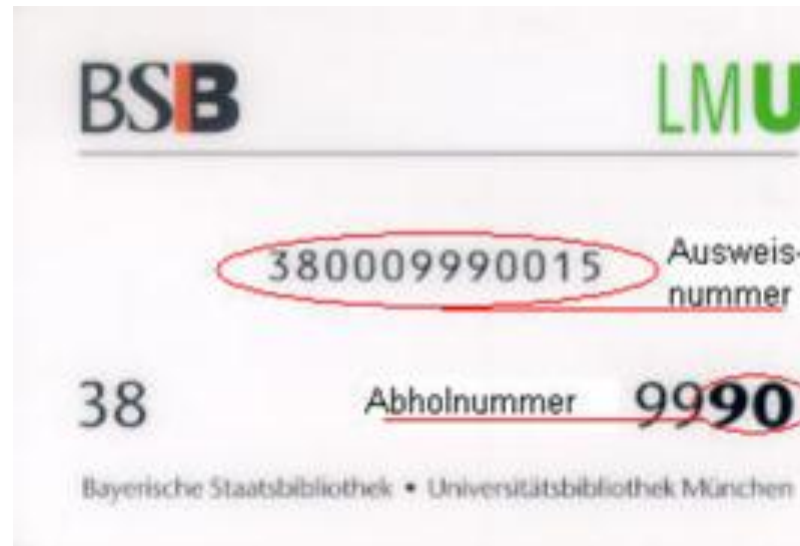 BSB LMU
380009990015 Ausweis-
nummer
38 Abholnummer 9990
Bayerische Staatsbibliothek • Universitätsbibliothek München